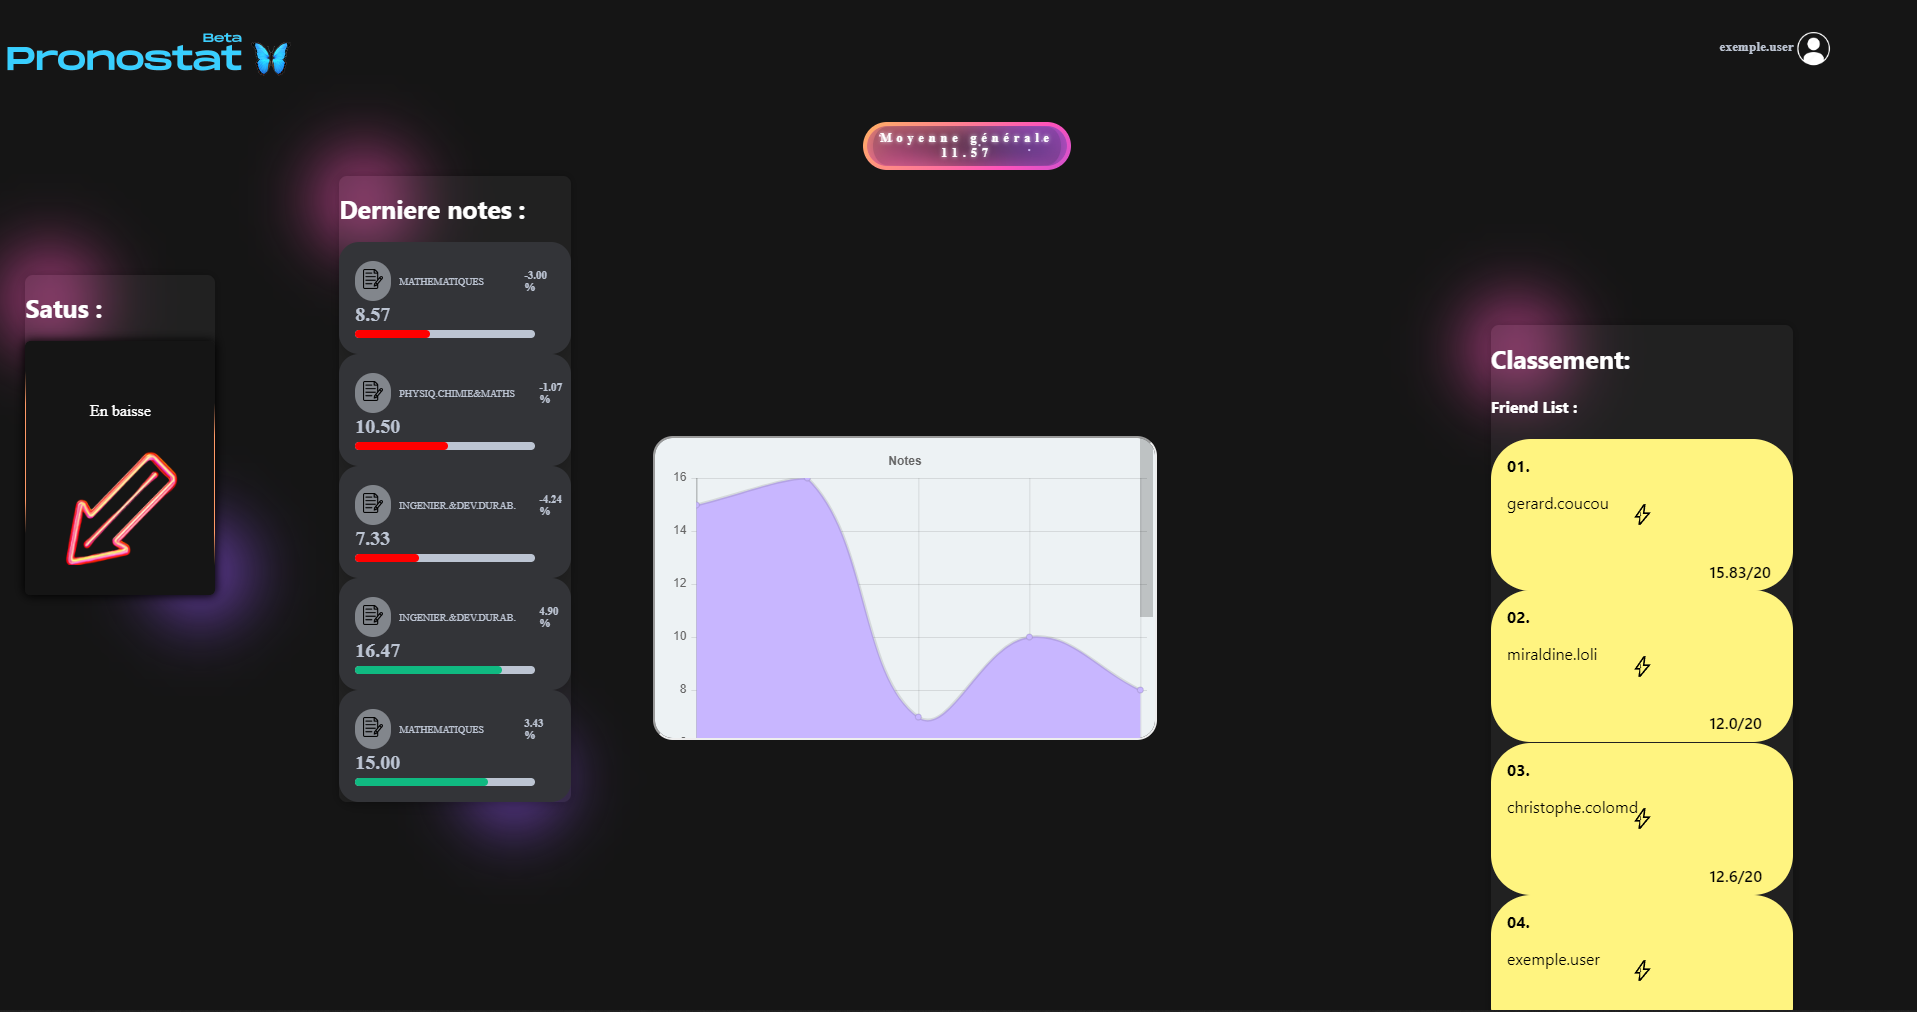 Beta
Pronostat
exemple.user
Moyenne générale
11.57
Satus :
En baisse
Derniere notes :
MATHEMATIQUES
-3.00
%
8.57
PHYSIQ.CHIMIE&MATHS
-1.07
%
10.50
INGENIER.&DEV.DURAB.
-4.24
%
7.33
INGENIER.&DEV.DURAB.
4.90
%
16.47
MATHEMATIQUES
3.43
%
15.00
Notes
16
14
12
10
8
Classement:
Friend List :
01.
gerard.coucou
15.83/20
02.
miraldine.loli
12.0/20
03.
christophe.colomd
12.6/20
04.
exemple.user